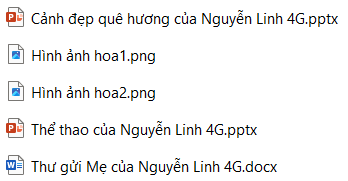 Cảnh đẹp quê hương của Nguyễn Linh 4G.pptx
Hình ảnh hoa1.png
Hình ảnh hoa2.png
Thể thao của Nguyễn Linh 4G.pptx
Thư gửi Mẹ của Nguyễn Linh 4G.docx